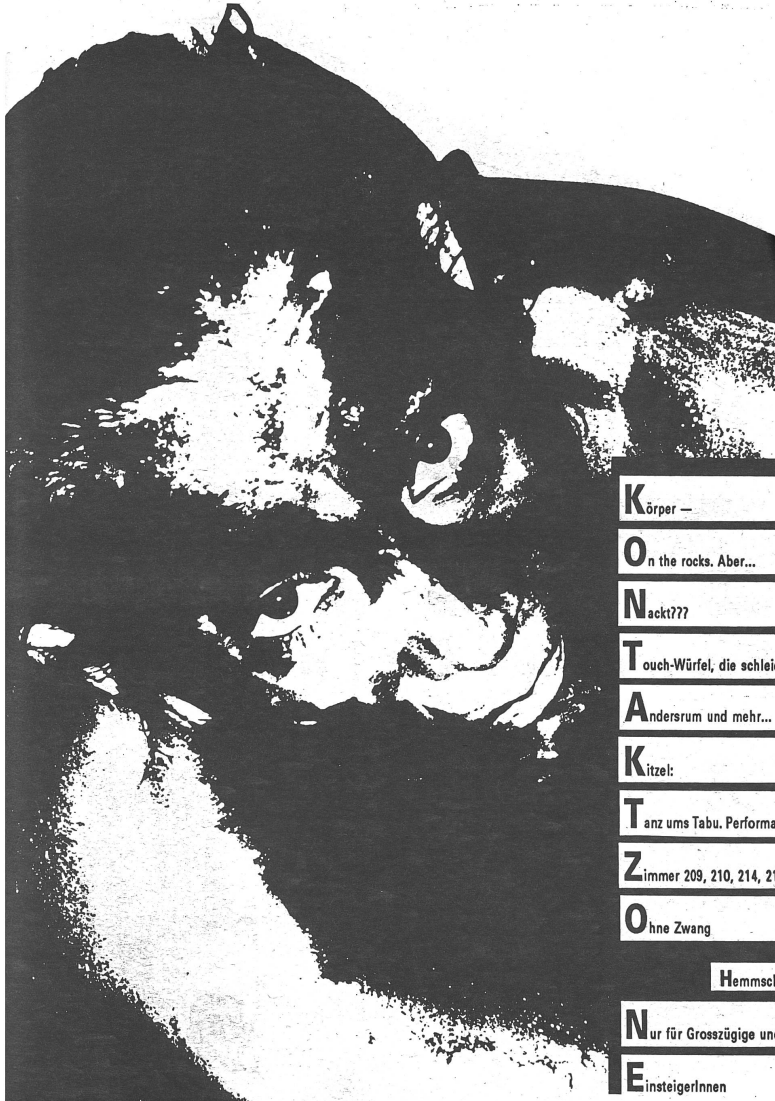 Körper –
On the rocks. Aber...
Nackt???
Touch-Würfel, die
Andersrum und mehr...
Kitzel:
Tanz ums Tabu.
Zimmer 209, 210, 214,
Ohne Zwang
Nur für Grosszügige
EinsteigerInnen